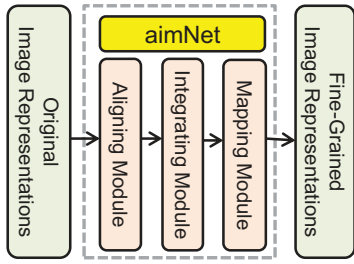 aimNet
Original
Image Representations
Aligning Module
Integrating Module
Mapping Module
Fine-Grained
Image Representations